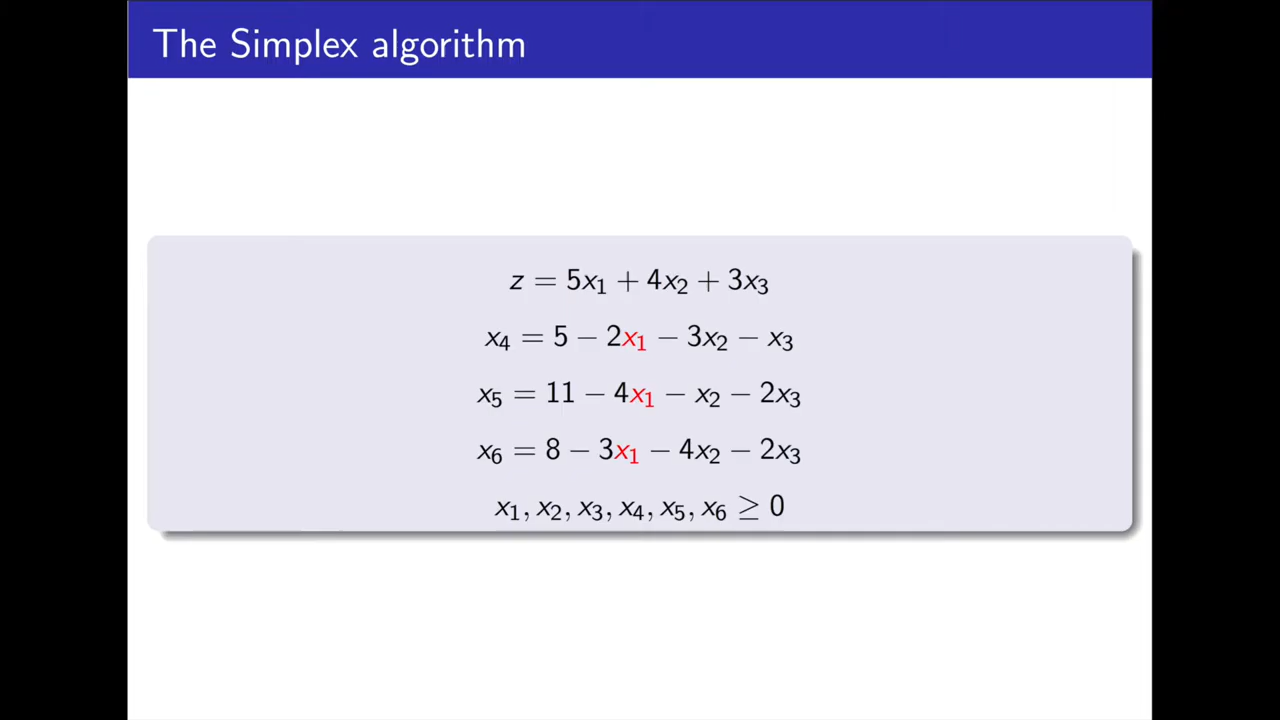 The Simplex algorithm
z = 5x₁ + 4x₂ + 3x₃
x₄ = 5 − 2x₁ − 3x₂ − x₃
x₅ = 11 − 4x₁ − x₂ − 2x₃
x₆ = 8 − 3x₁ − 4x₂ − 2x₃
x₁, x₂, x₃, x₄, x₅, x₆ ≥ 0